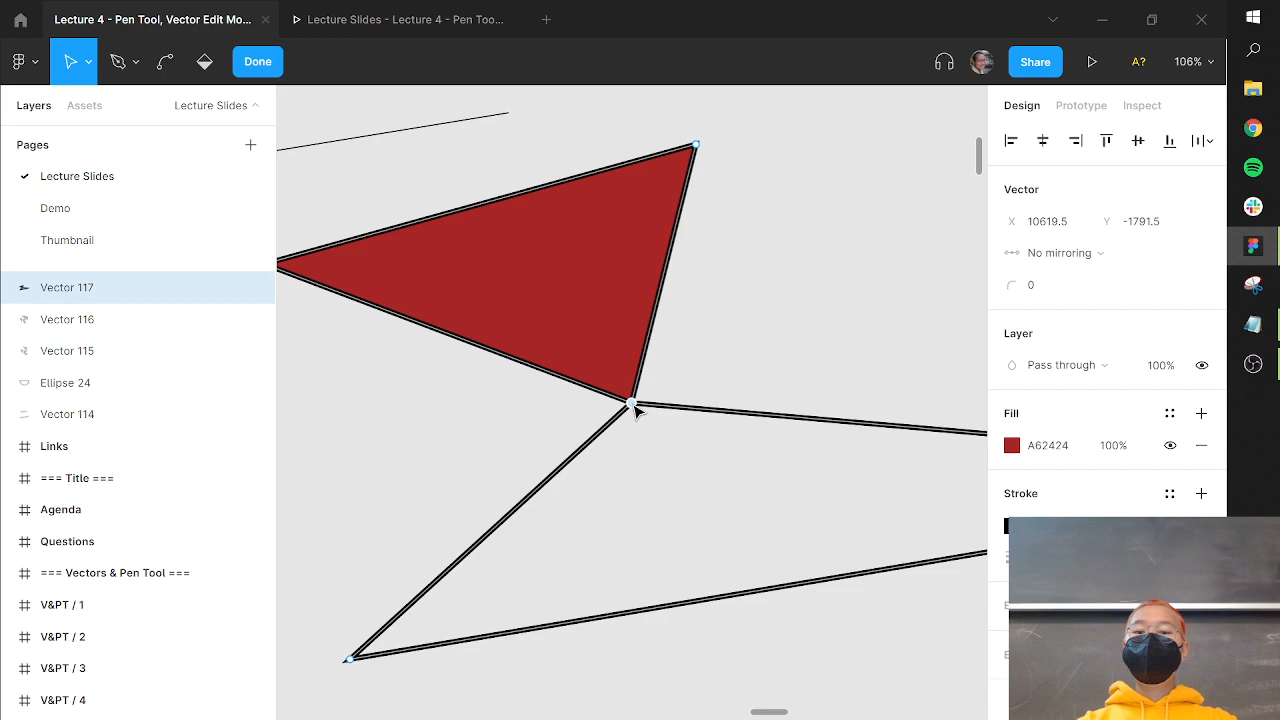 Lecture 4 - Pen Tool, Vector Edit Mo...
Lecture Slides - Lecture 4 - Pen Too...
Done
Share
A?
106%
Layers
Assets
Lecture Slides
Design
Prototype
Inspect
Pages
Lecture Slides
Demo
Thumbnail
Vector 117
Vector 116
Vector 115
Ellipse 24
Vector 114
Links
=== Title ===
Agenda
Questions
=== Vectors & Pen Tool ===
V&PT / 1
V&PT / 2
V&PT / 3
V&PT / 4
Vector
X 10619.5 Y -1791.5
No mirroring
0
Layer
Pass through 100%
Fill
A62424 100%
Stroke